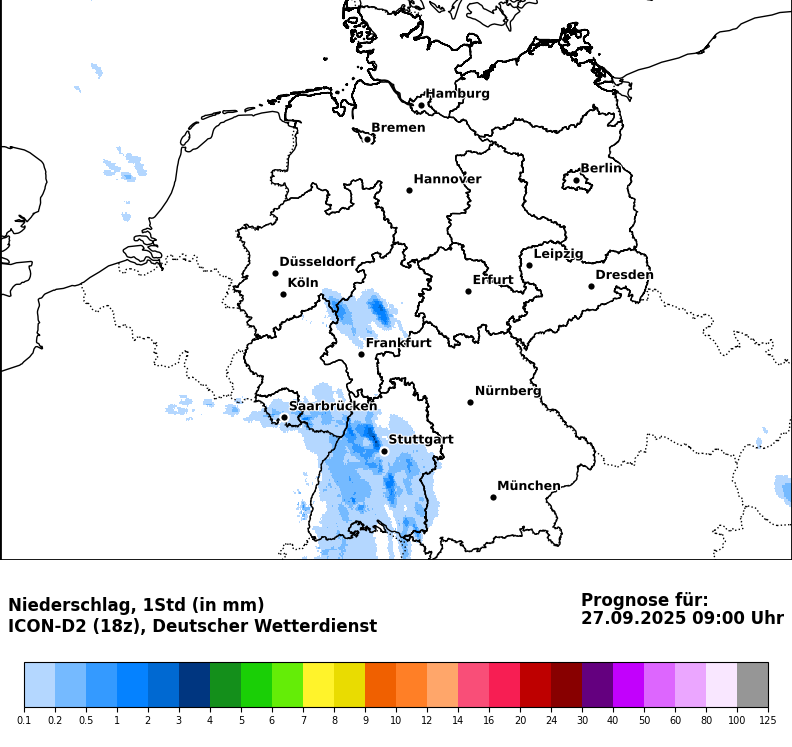 Hamburg
Bremen
Berlin
Hannover
Leipzig
Düsseldorf
Dresden
Köln
Erfurt
Frankfurt
Nürnberg
Saarbrücken
Stuttgart
München
Niederschlag, 1Std (in mm)
ICON-D2 (18z), Deutscher Wetterdienst
Prognose für:
27.09.2025 09:00 Uhr
0.1 0.2 0.5 1 2 3 4 5 6 7 8 9 10 12 14 16 20 24 30 40 50 60 80 100 125